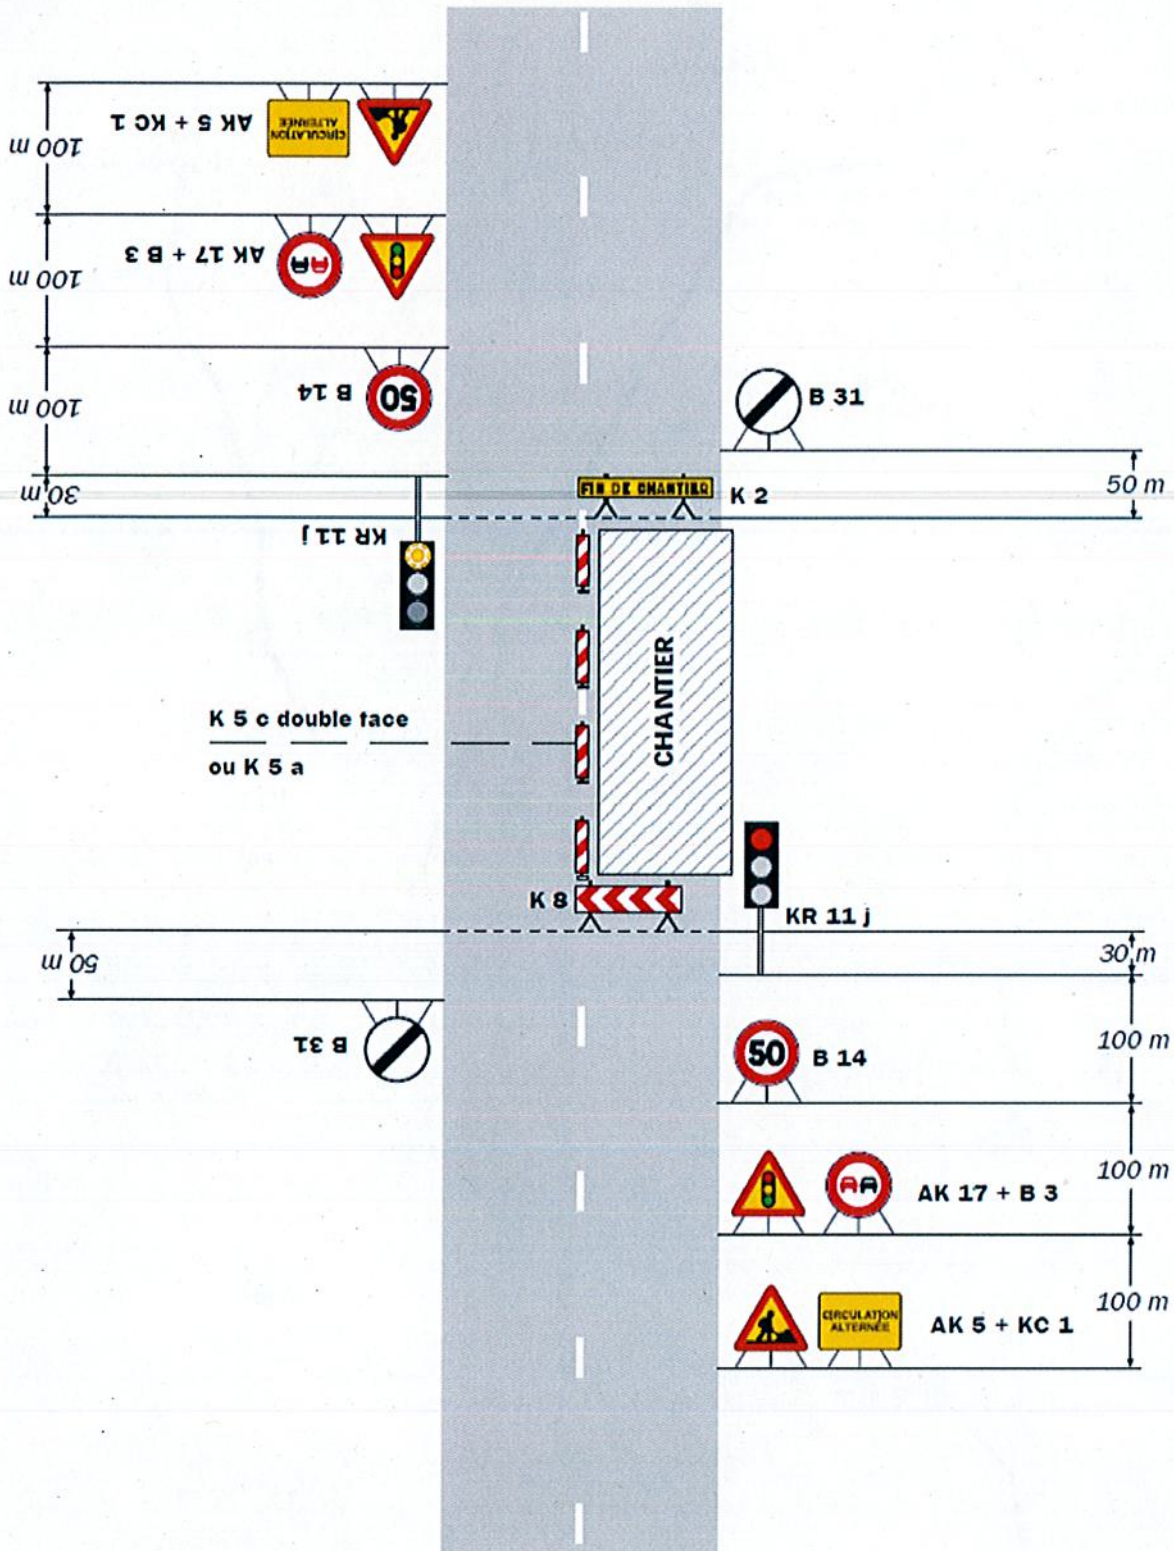 AK 5 + KC 1
CIRCULATION
ALTERNÉE
100 m
AK 17 + B 3
100 m
B 14
50
100 m
B 31
30 m
FIN DE CHANTIER
K 2
50 m
KR 11 j
CHANTIER
K 5 c double face
ou K 5 a
K 8
KR 11 j
50 m
30 m
B 31
50
B 14
100 m
AK 17 + B 3
100 m
CIRCULATION
ALTERNÉE
AK 5 + KC 1
100 m